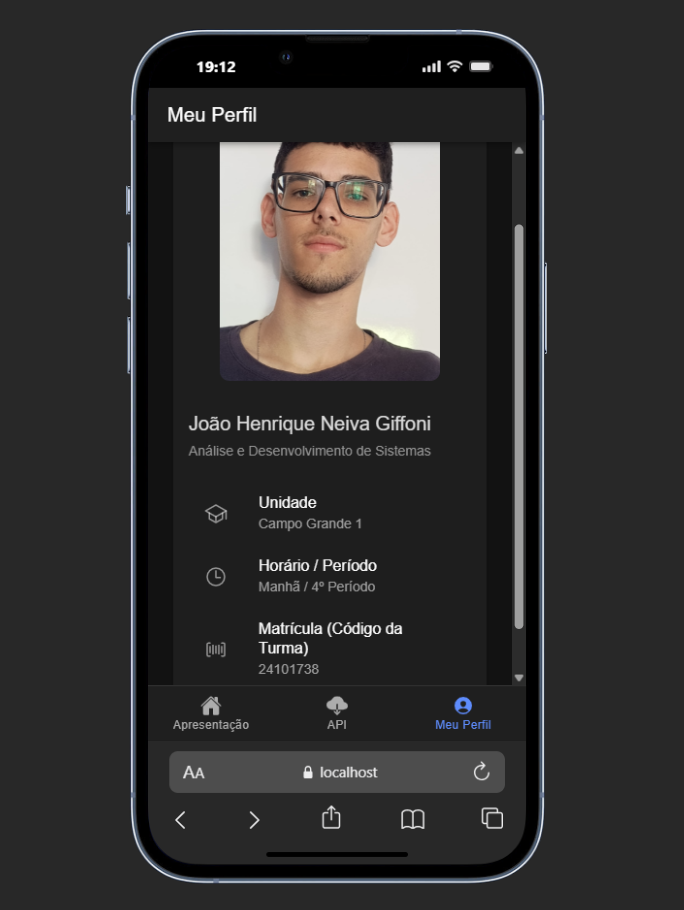 19:12
Meu Perfil
João Henrique Neiva Giffoni
Análise e Desenvolvimento de Sistemas
Unidade
Campo Grande 1
Horário / Período
Manhã / 4º Período
Matrícula (Código da
Turma)
24101738
Apresentação
API
Meu Perfil
AA
localhost